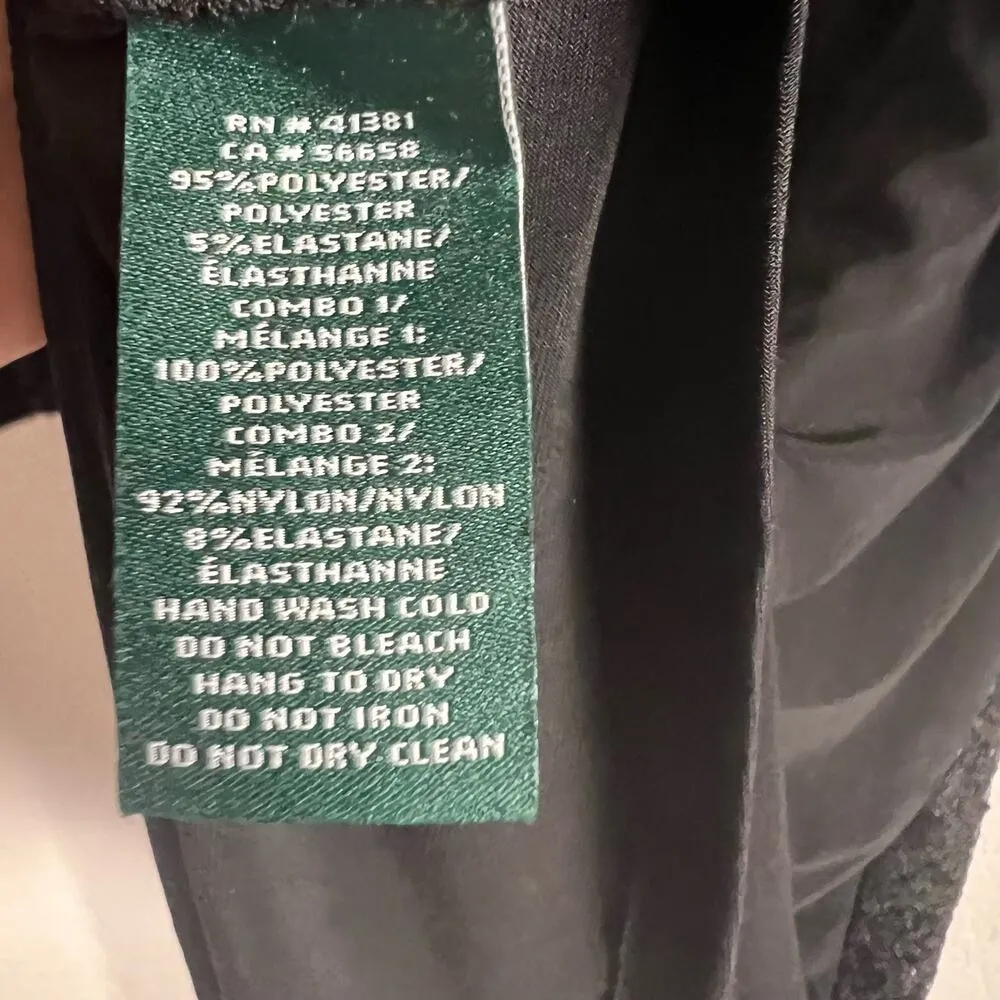 RN # 41381
CA # 56658
95%POLYESTER/
POLYESTER
5%ELASTANE/
ÉLASTHANNE
COMBO 1/
MÉLANGE 1:
100%POLYESTER/
POLYESTER
COMBO 2/
MÉLANGE 2:
92%NYLON/NYLON
8%ELASTANE/
ÉLASTHANNE
HAND WASH COLD
DO NOT BLEACH
HANG TO DRY
DO NOT IRON
DO NOT DRY CLEAN